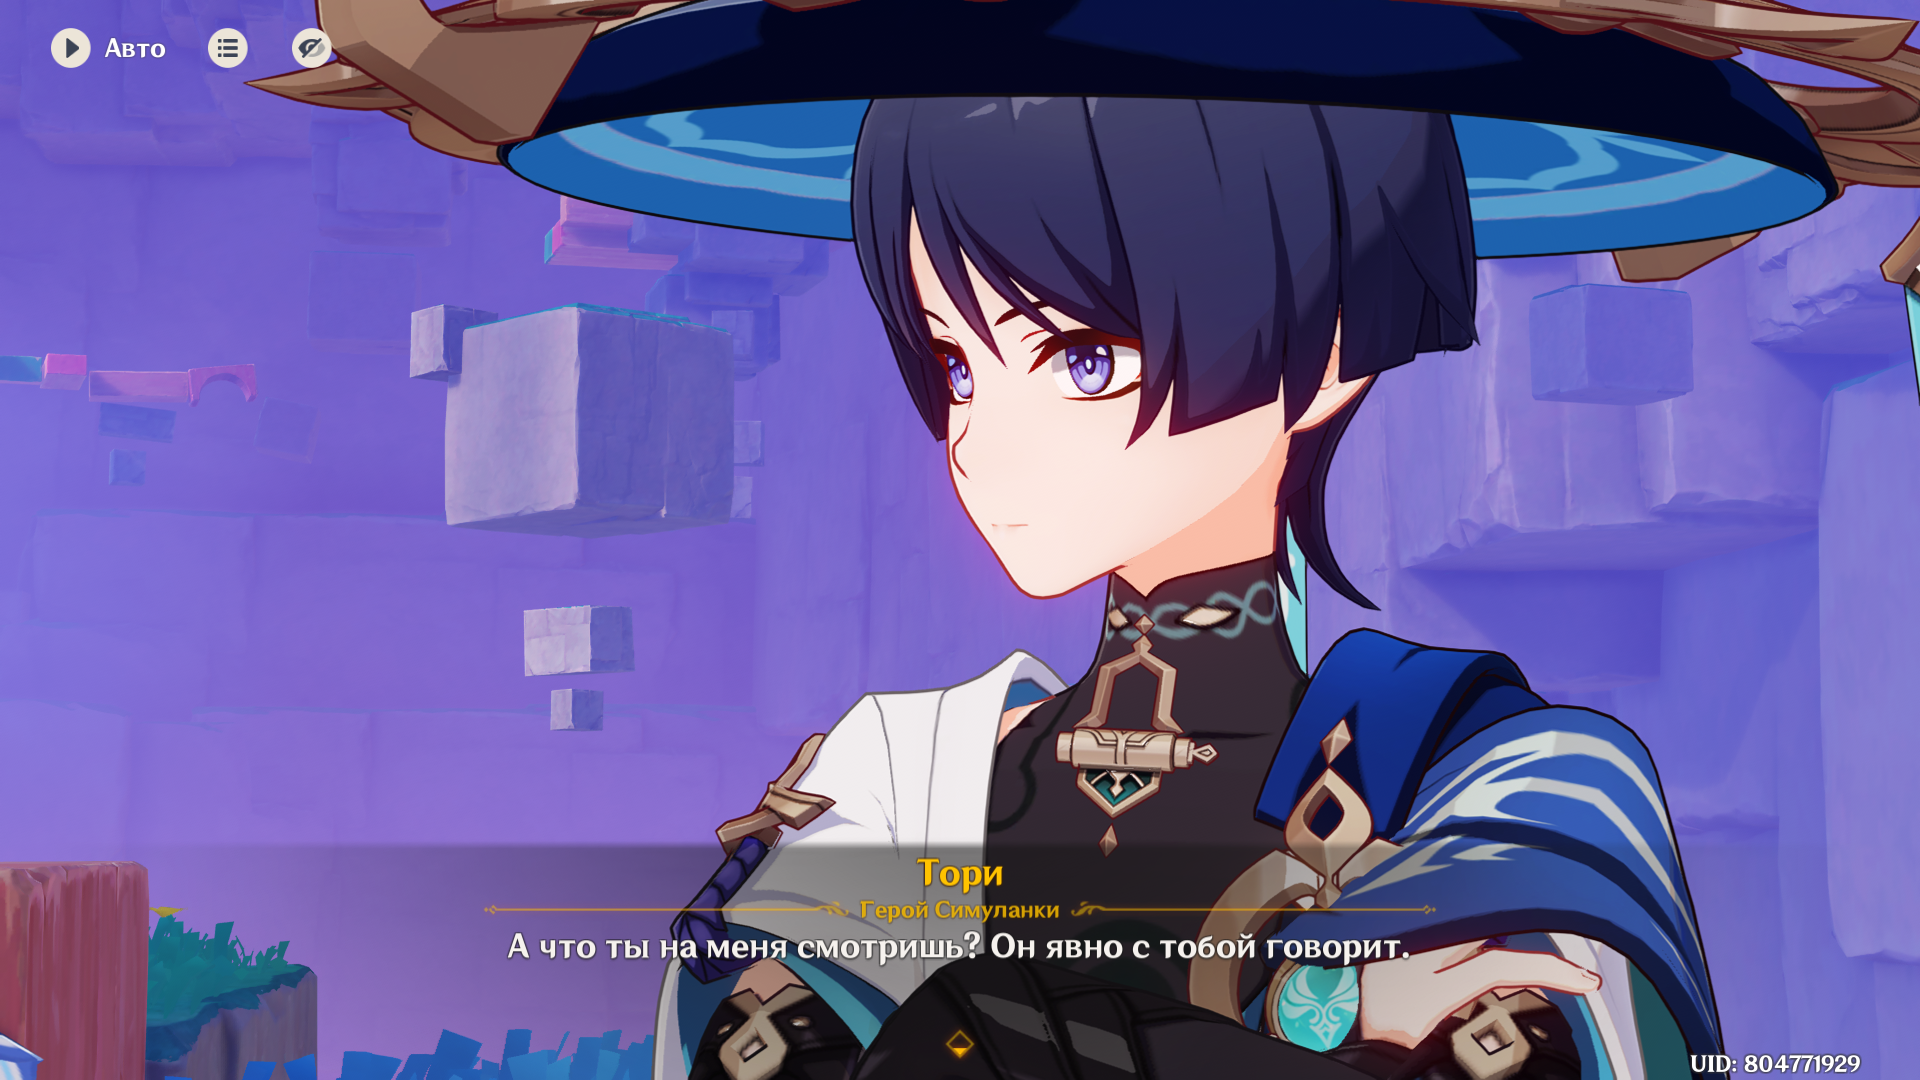 Авто
Тори
Герой Симуланки
А что ты на меня смотришь? Он явно с тобой говорит.
UID: 804771929